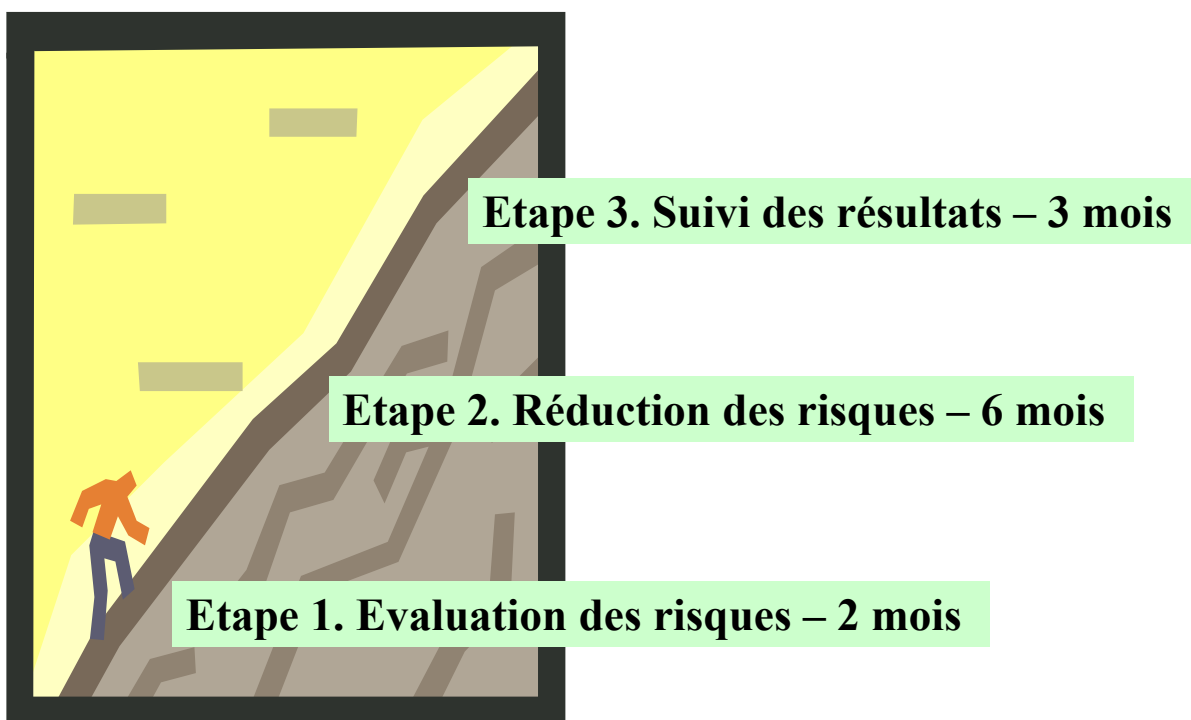 Etape 3. Suivi des résultats – 3 mois
Etape 2. Réduction des risques – 6 mois
Etape 1. Evaluation des risques – 2 mois